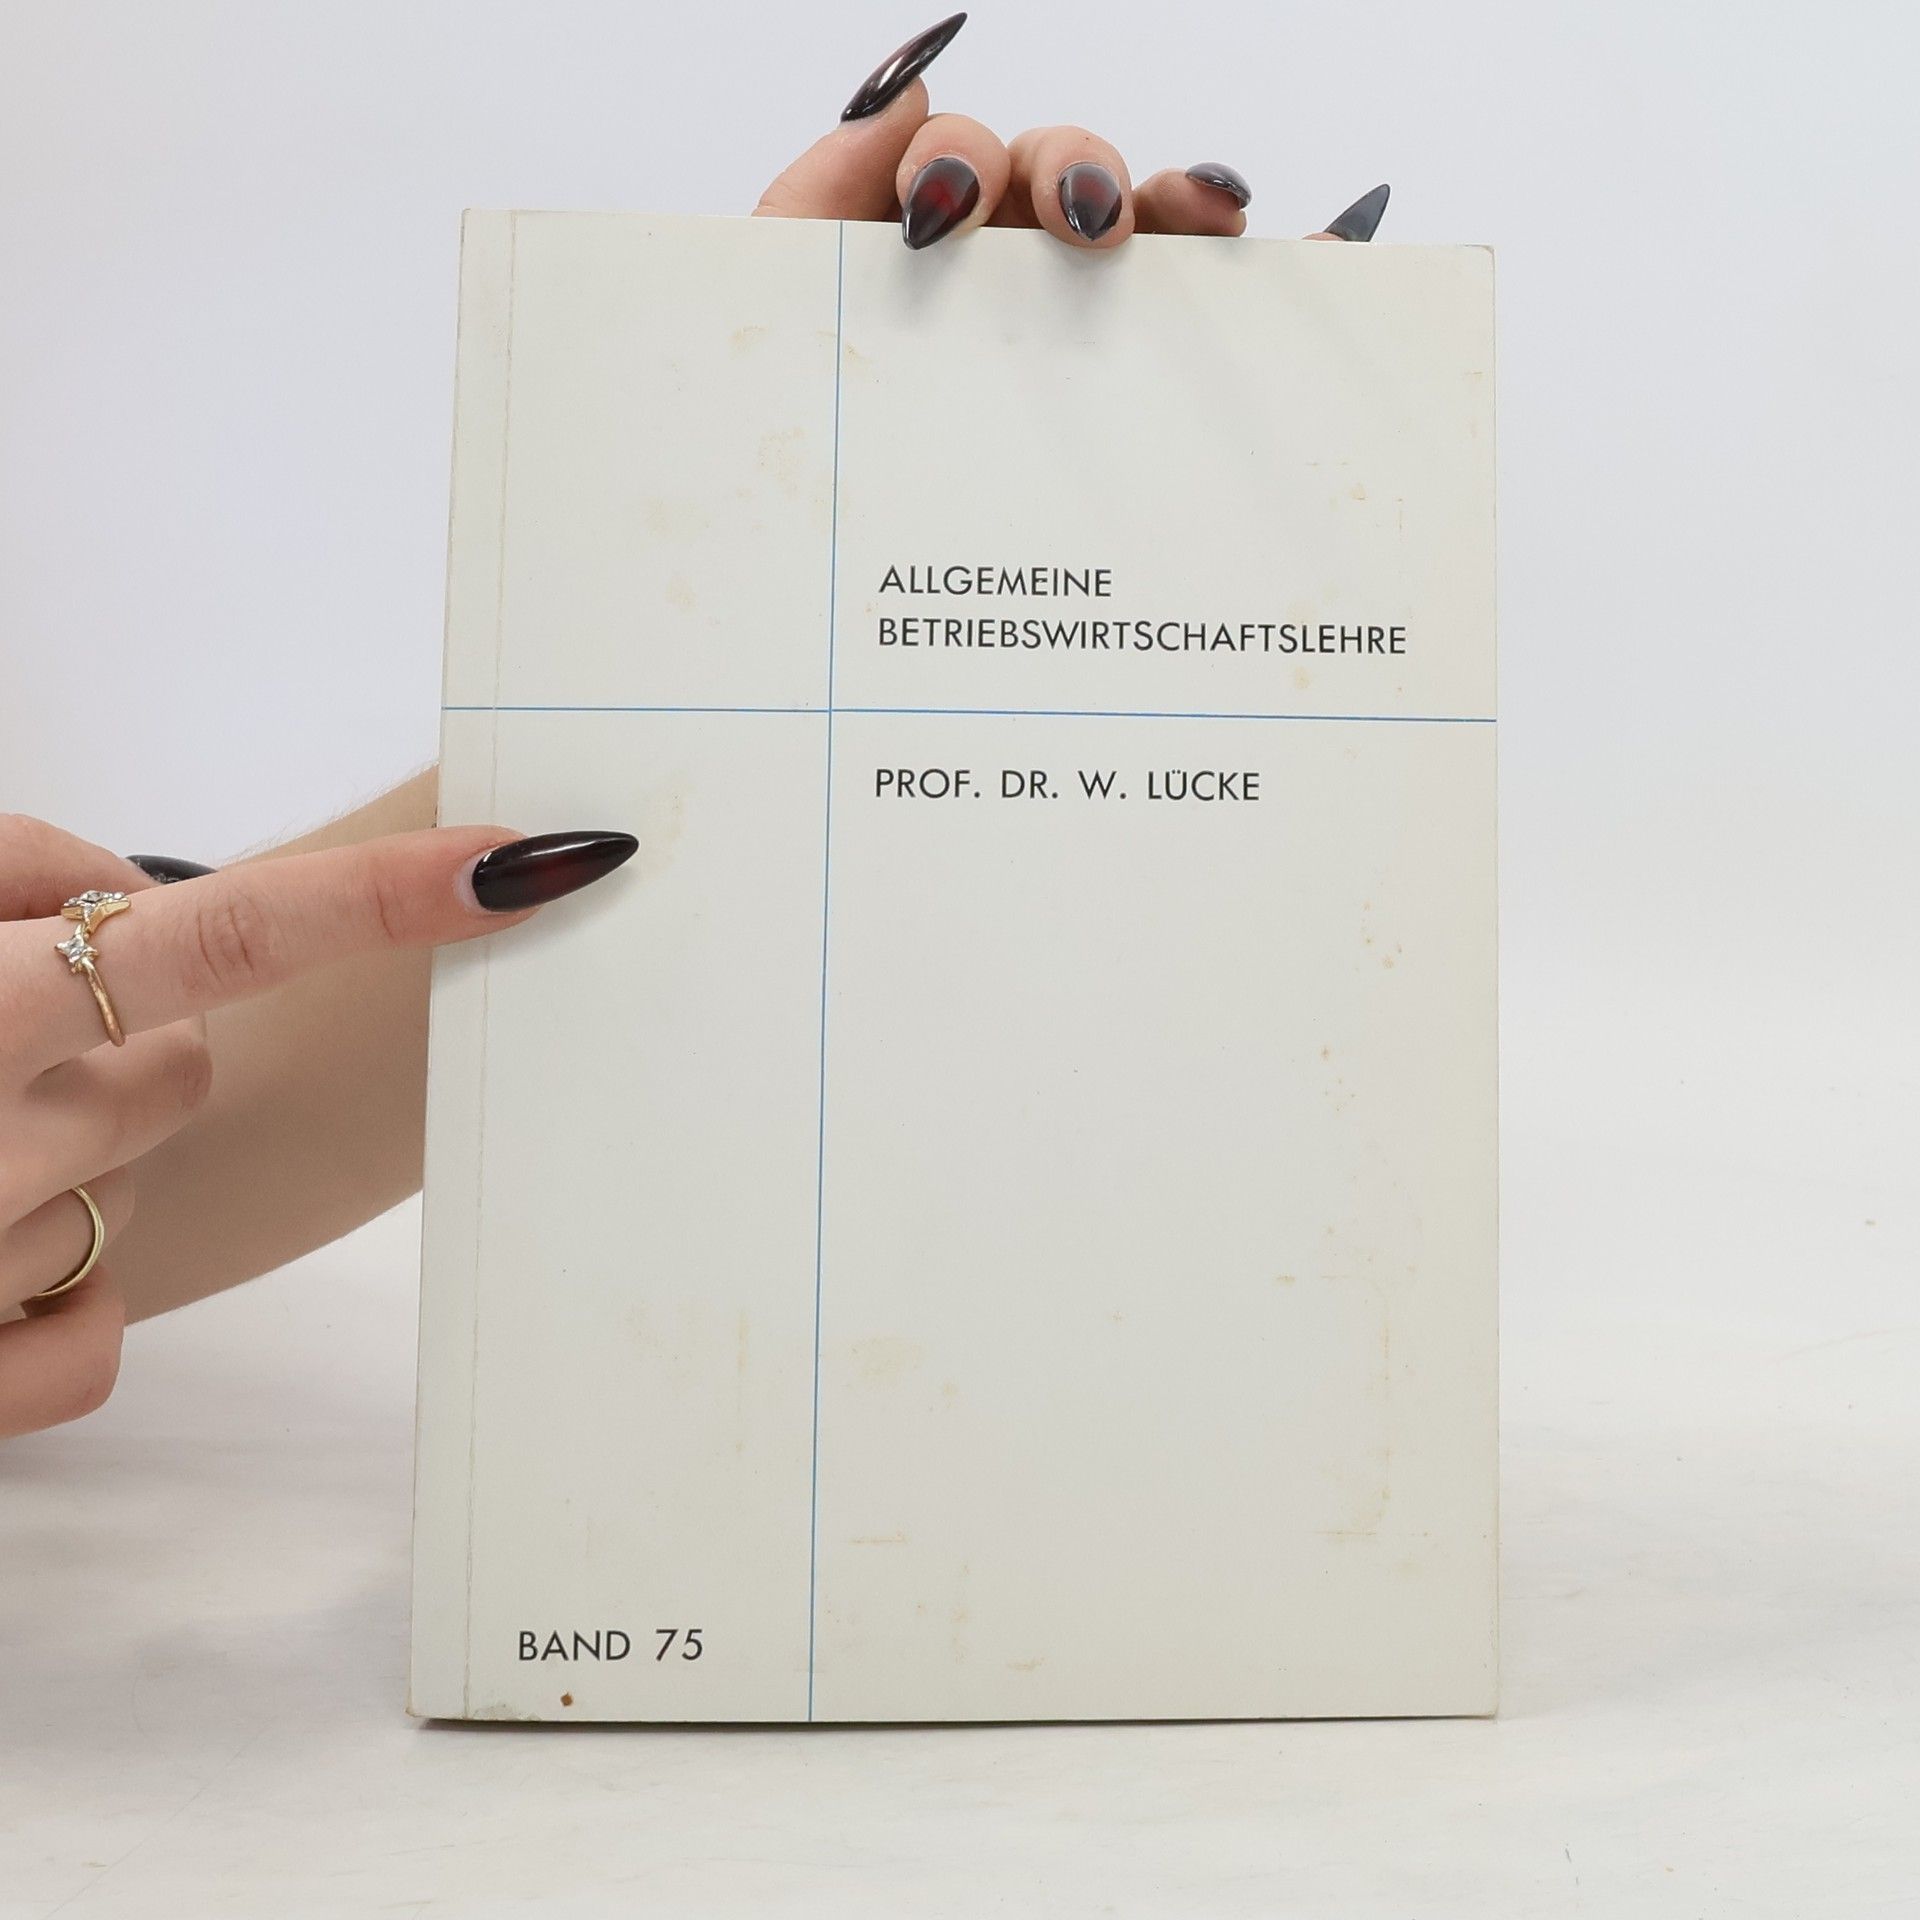 ALLGEMEINE
BETRIEBSWIRTSCHAFTSLEHRE
PROF. DR. W. LÜCKE
BAND 75